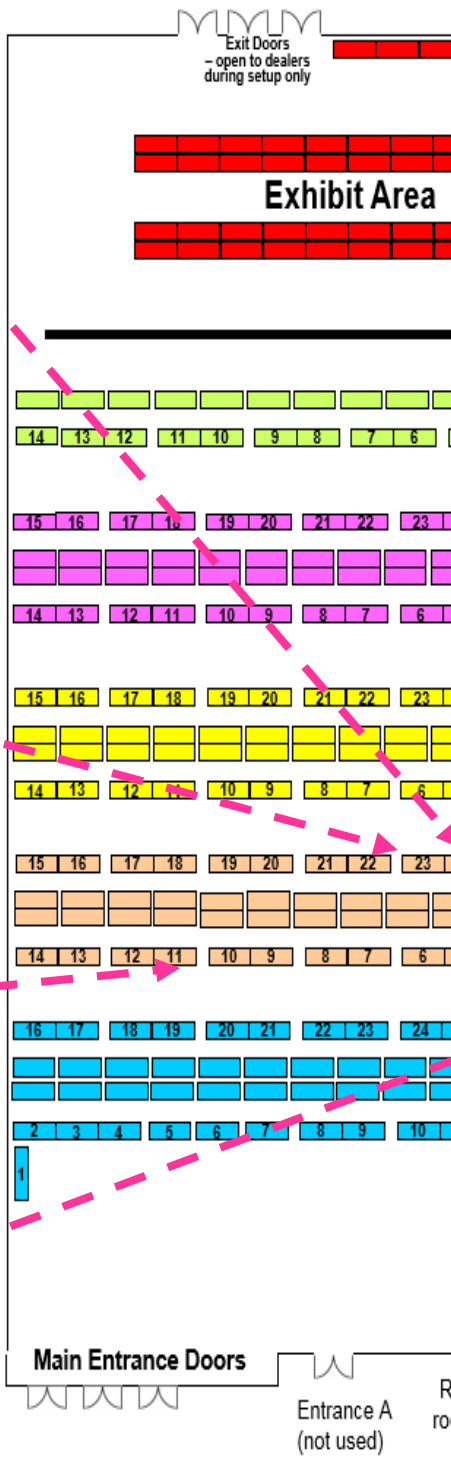 Exit Doors
– open to dealers
during setup only
Exhibit Area
14 13 12 11 10 9 8 7 6
15 16 17 18 19 20 21 22 23
14 13 12 11 10 9 8 7 6
15 16 17 18 19 20 21 22 23
14 13 12 11 10 9 8 7 6
15 16 17 18 19 20 21 22 23
14 13 12 11 10 9 8 7 6
16 17 18 19 20 21 22 23 24
2 3 4 5 6 7 8 9 10
1
Main Entrance Doors
Entrance A
(not used)